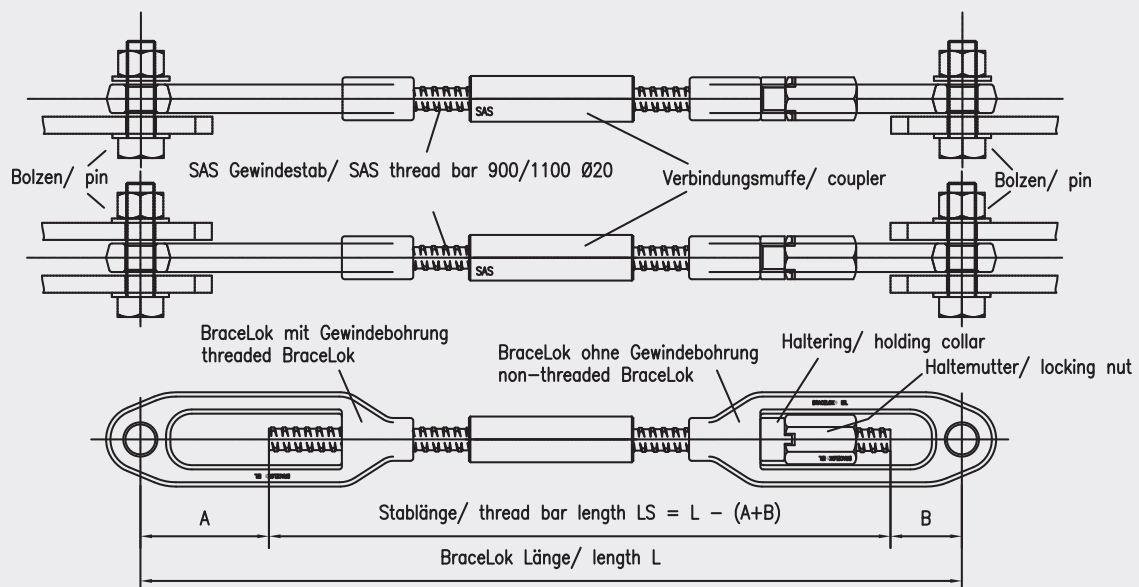 SAS
Bolzen/ pin
SAS Gewindestab/ SAS thread bar 900/1100 Ø20
Verbindungsmuffe/ coupler
Bolzen/ pin
SAS
BraceLok mit Gewindebohrung
threaded BraceLok
BraceLok ohne Gewindebohrung
non-threaded BraceLok
Haltering/ holding collar
Haltemutter/ locking nut
A
Stablänge/ thread bar length LS = L - (A+B)
B
BraceLok Länge/ length L